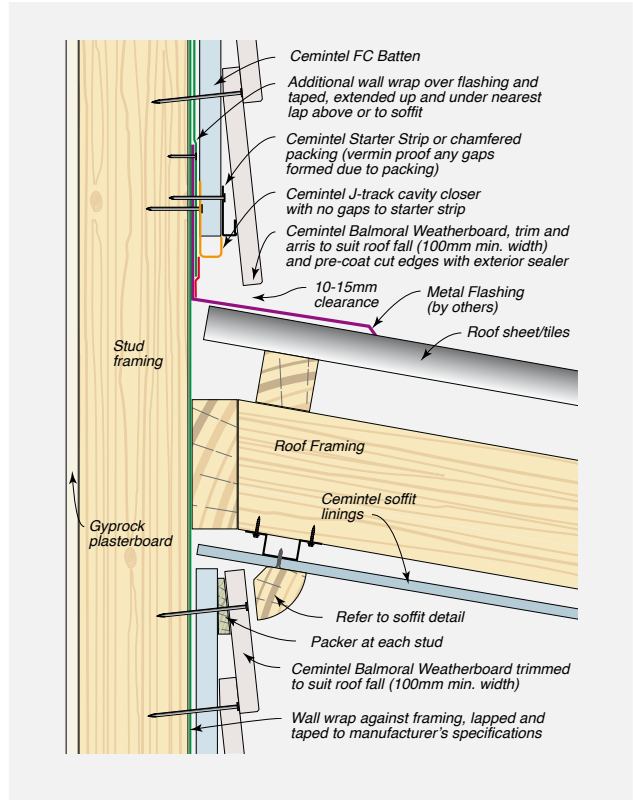 Cemintel FC Batten
Additional wall wrap over flashing and
taped, extended up and under nearest
lap above or to soffit
Cemintel Starter Strip or chamfered
packing (vermin proof any gaps
formed due to packing)
Cemintel J-track cavity closer
with no gaps to starter strip
Cemintel Balmoral Weatherboard, trim and
arris to suit roof fall (100mm min. width)
and pre-coat cut edges with exterior sealer
10-15mm
clearance
Metal Flashing
(by others)
Roof sheet/tiles
Stud
framing
Roof Framing
Cemintel soffit
linings
Gyprock
plasterboard
Refer to soffit detail
Packer at each stud
Cemintel Balmoral Weatherboard trimmed
to suit roof fall (100mm min. width)
Wall wrap against framing, lapped and
taped to manufacturer's specifications